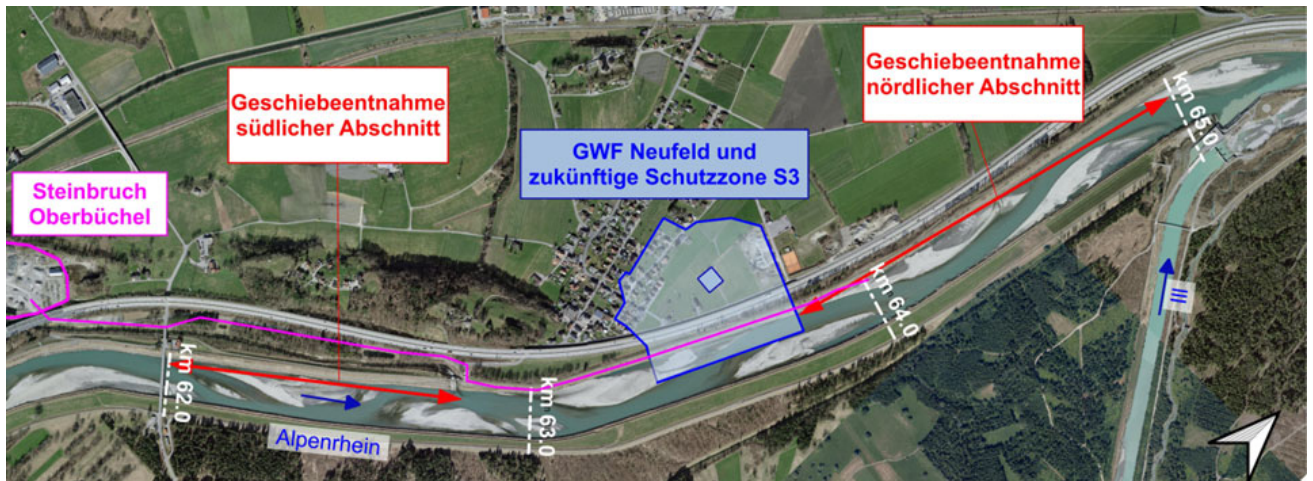 Geschiebeentnahme
südlicher Abschnitt
Geschiebeentnahme
nördlicher Abschnitt
GWF Neufeld und
zukünftige Schutzzone S3
Steinbruch
Oberbüchel
km 62.0
km 63.0
km 64.0
km 65.0
Alpenrhein
Ill